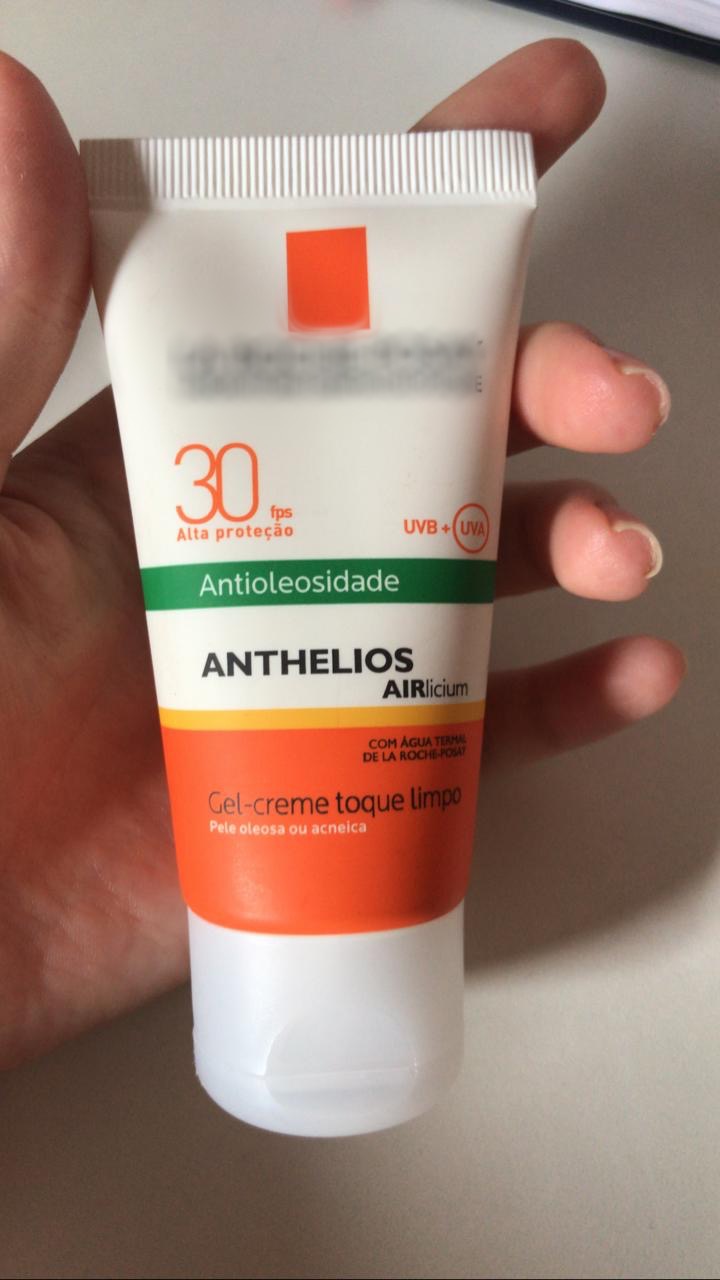 30 fps
Alta proteção
UVB + UVA
Antioleosidade
ANTHELIOS
AIRlicium
COM ÁGUA TERMAL
DE LA ROCHE-POSAY
Gel-creme toque limpo
Pele oleosa ou acneica